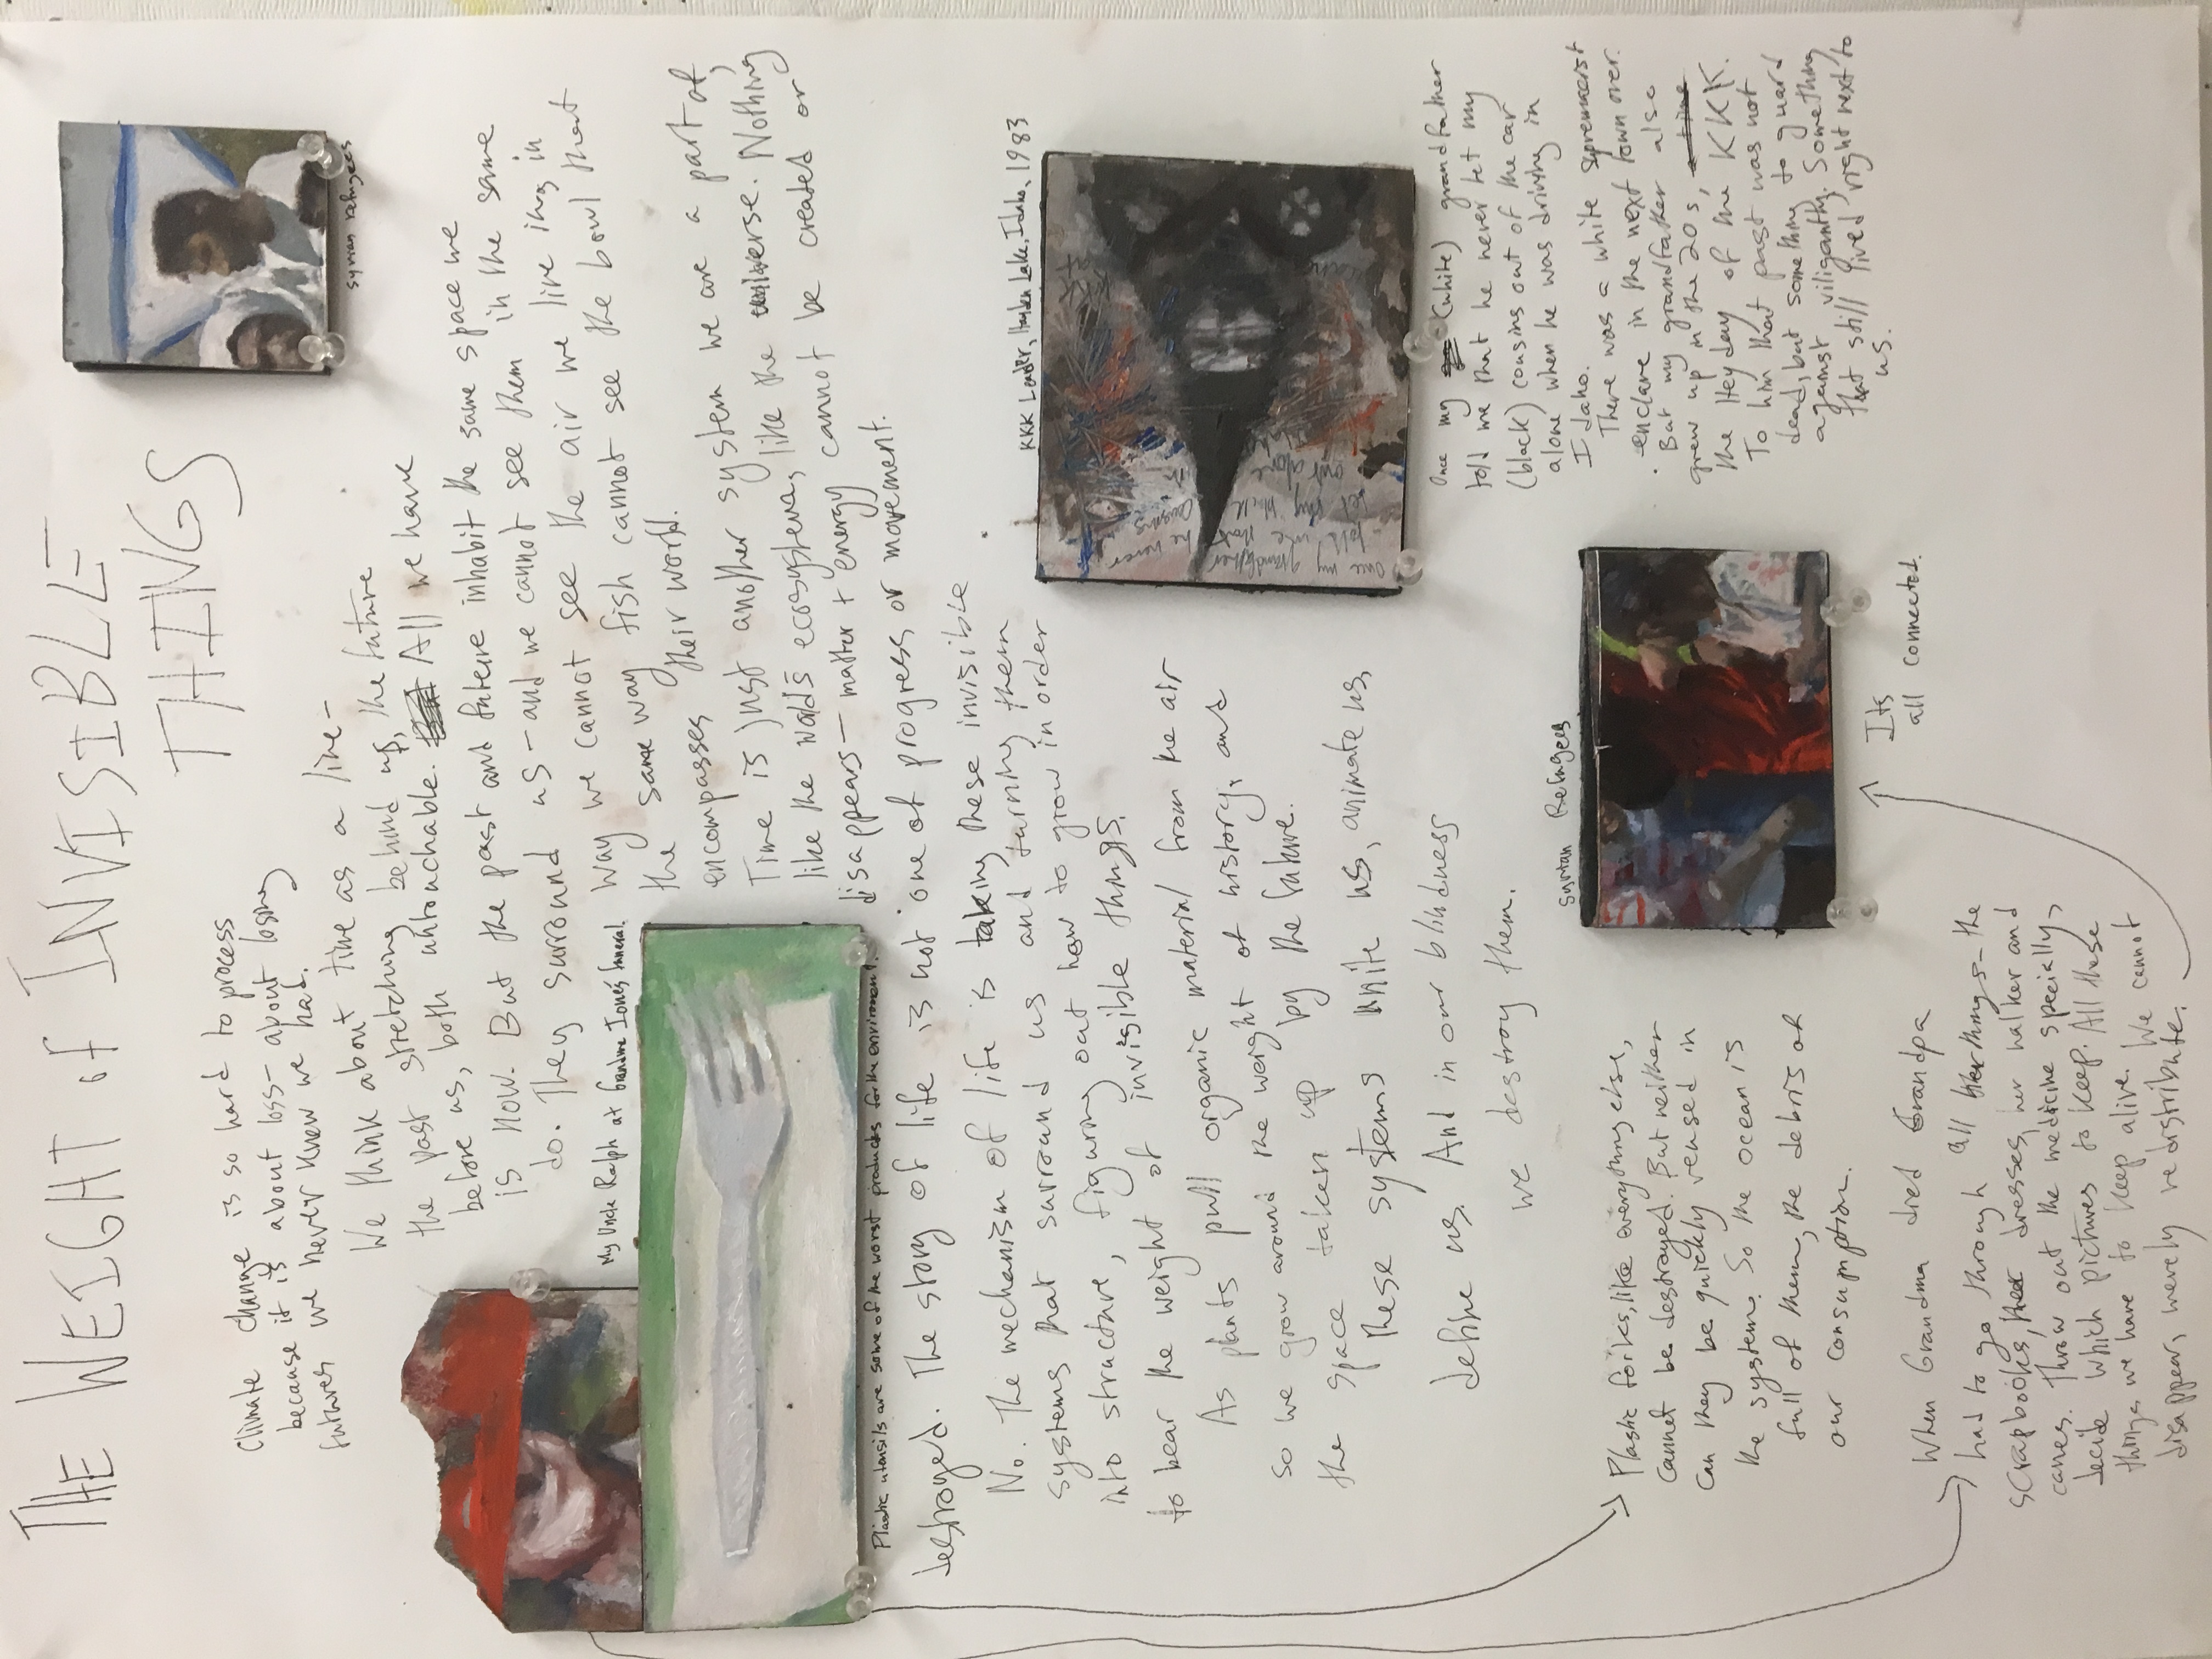 THE WEIGHT of INVISIBLE
THINGS
Climate change is so hard to process
because it is about loss - about losing
futures we never knew we had.
We think about time as a line -
the past stretching behind us, the future
before us, both untouchable. All we have
is now. But the past and future inhabit the same space we
do. They surround us - and we cannot see them in the same
way we cannot see the air we live in, in
the same way fish cannot see the bowl that
encompasses their world.
Time is just another system we are a part of,
like the world's ecosystem, like the universe. Nothing
disappears - matter + energy cannot be created or
destroyed. The story of life is not one of progress or movement.
No. The mechanism of life is taking these invisible
systems that surround us and turning them
into structure, figuring out how to grow in order
to bear the weight of invisible things.
As plants pull organic material from the air
so we grow around the weight of history, and
the space taken up by the future.
These systems unite us, animate us,
define us. And in our blindness
we destroy them.
Syrian refugees
My Uncle Ralph at Grandma Ione's funeral.
Plastic utensils are some of the worst products for the enviroment.
KKK Leader, Hayden Lake, Idaho, 1983
once my grandfather
told me that he never
let my black cousins
out alone in
Idaho
KKK
Once my (white) grandfather
told me that he never let my
(black) cousins out of the car
alone when he was driving in
Idaho.
There was a white supremacist
enclave in the next town over.
But my grandfather also
grew up in the 20s,
the Heyday of the KKK.
To him that past was not
dead, but something to guard
against viligantly. Something
that still lived right next to
us.
Syrian Refugees
Its
all connected.
Plastic forks, like everything else,
cannot be destroyed. But neither
can they be quickly reused in
the system. So the ocean is
full of them, the debris of
our consumption.
When Grandma died Grandpa
had to go through all her things - the
scrapbooks, her dresses, her walker and
canes. Throw out the medicine specially,
decide which pictures to keep. All these
things we have to keep alive. We cannot
disappear, merely redistribute.